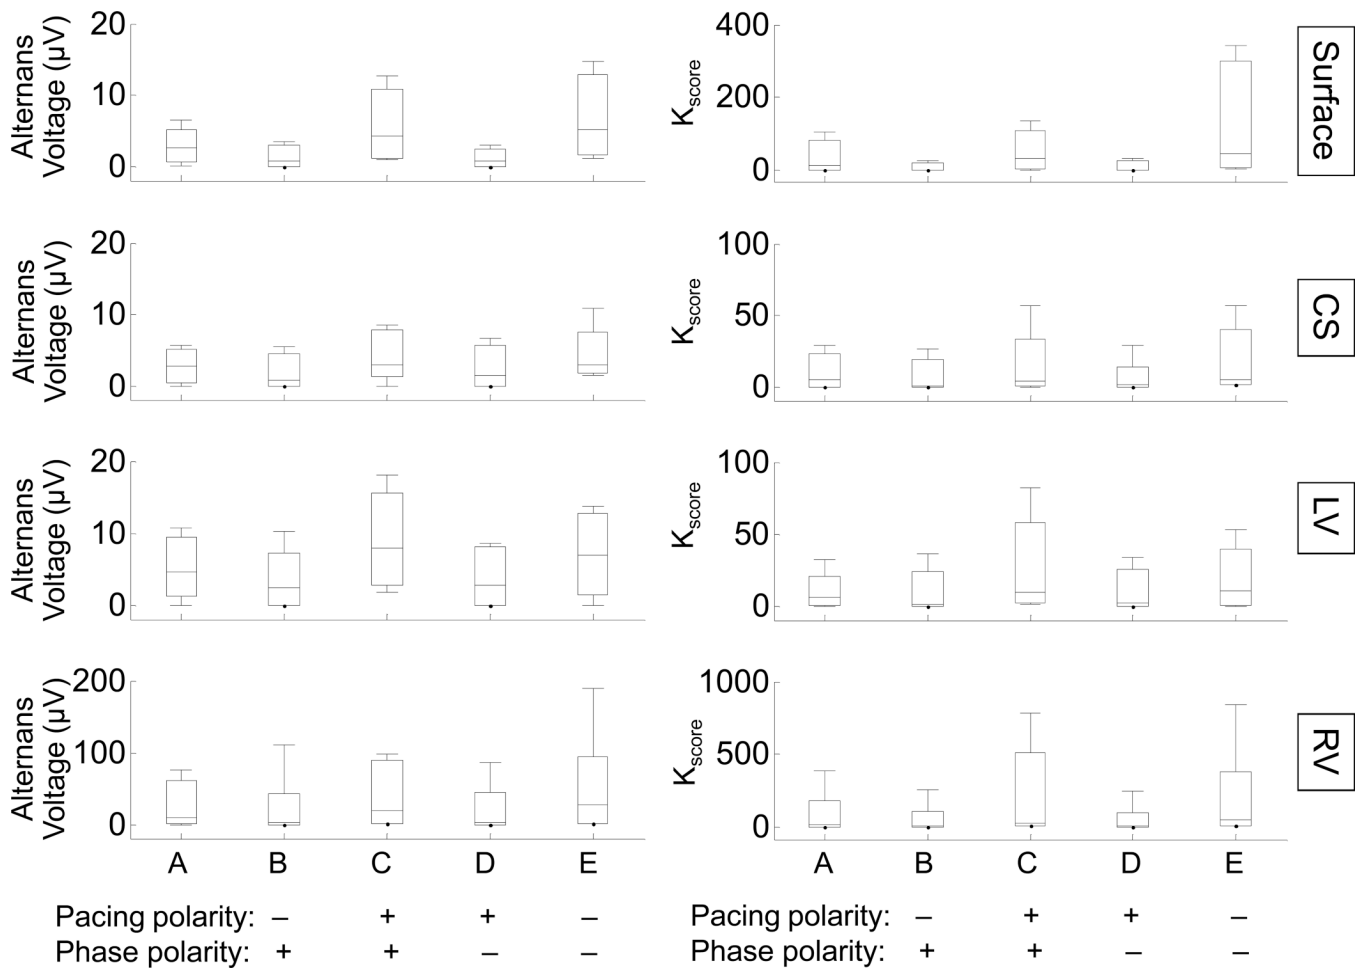 Alternans Voltage (µV) 20 10 0 Kscore 400 200 0 Surface
Alternans Voltage (µV) 20 10 0 Kscore 100 50 0 CS
Alternans Voltage (µV) 20 10 0 Kscore 100 50 0 LV
Alternans Voltage (µV) 200 100 0 Kscore 1000 500 0 RV
A B C D E A B C D E
Pacing polarity: – + + – Pacing polarity: – + + –
Phase polarity: + + – – Phase polarity: + + – –